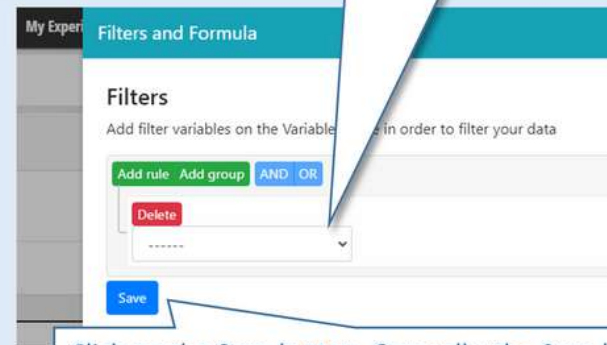 My Experi
Filters and Formula
Filters
Add filter variables on the Variable in order to filter your data
Add rule Add group AND OR
Delete
------
Save